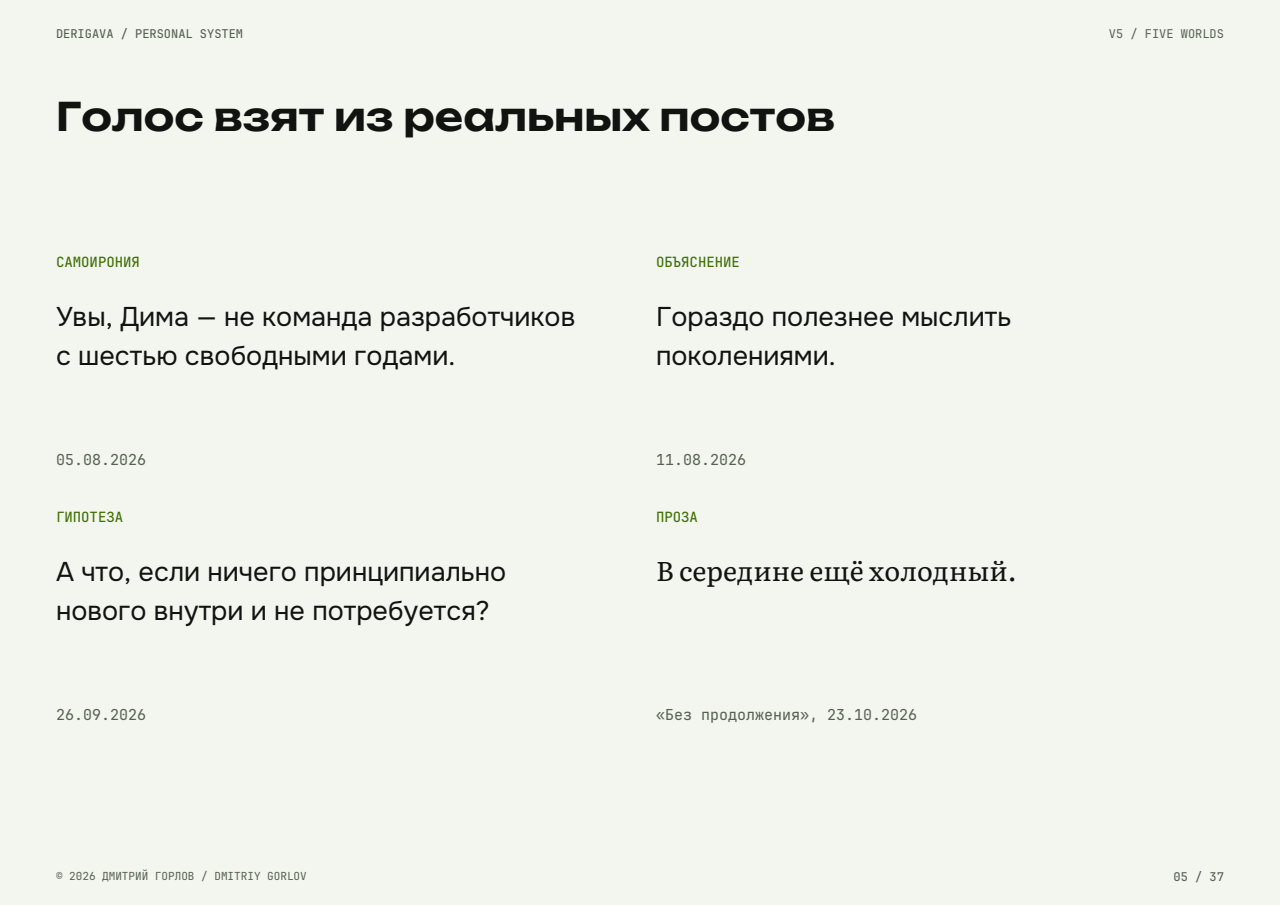 DERIGAVA / PERSONAL SYSTEM
V5 / FIVE WORLDS
Голос взят из реальных постов
САМОИРОНИЯ
Увы, Дима — не команда разработчиков
с шестью свободными годами.
05.08.2026
ОБЪЯСНЕНИЕ
Гораздо полезнее мыслить
поколениями.
11.08.2026
ГИПОТЕЗА
А что, если ничего принципиально
нового внутри и не потребуется?
26.09.2026
ПРОЗА
В середине ещё холодный.
«Без продолжения», 23.10.2026
© 2026 ДМИТРИЙ ГОРЛОВ / DMITRIY GORLOV
05 / 37